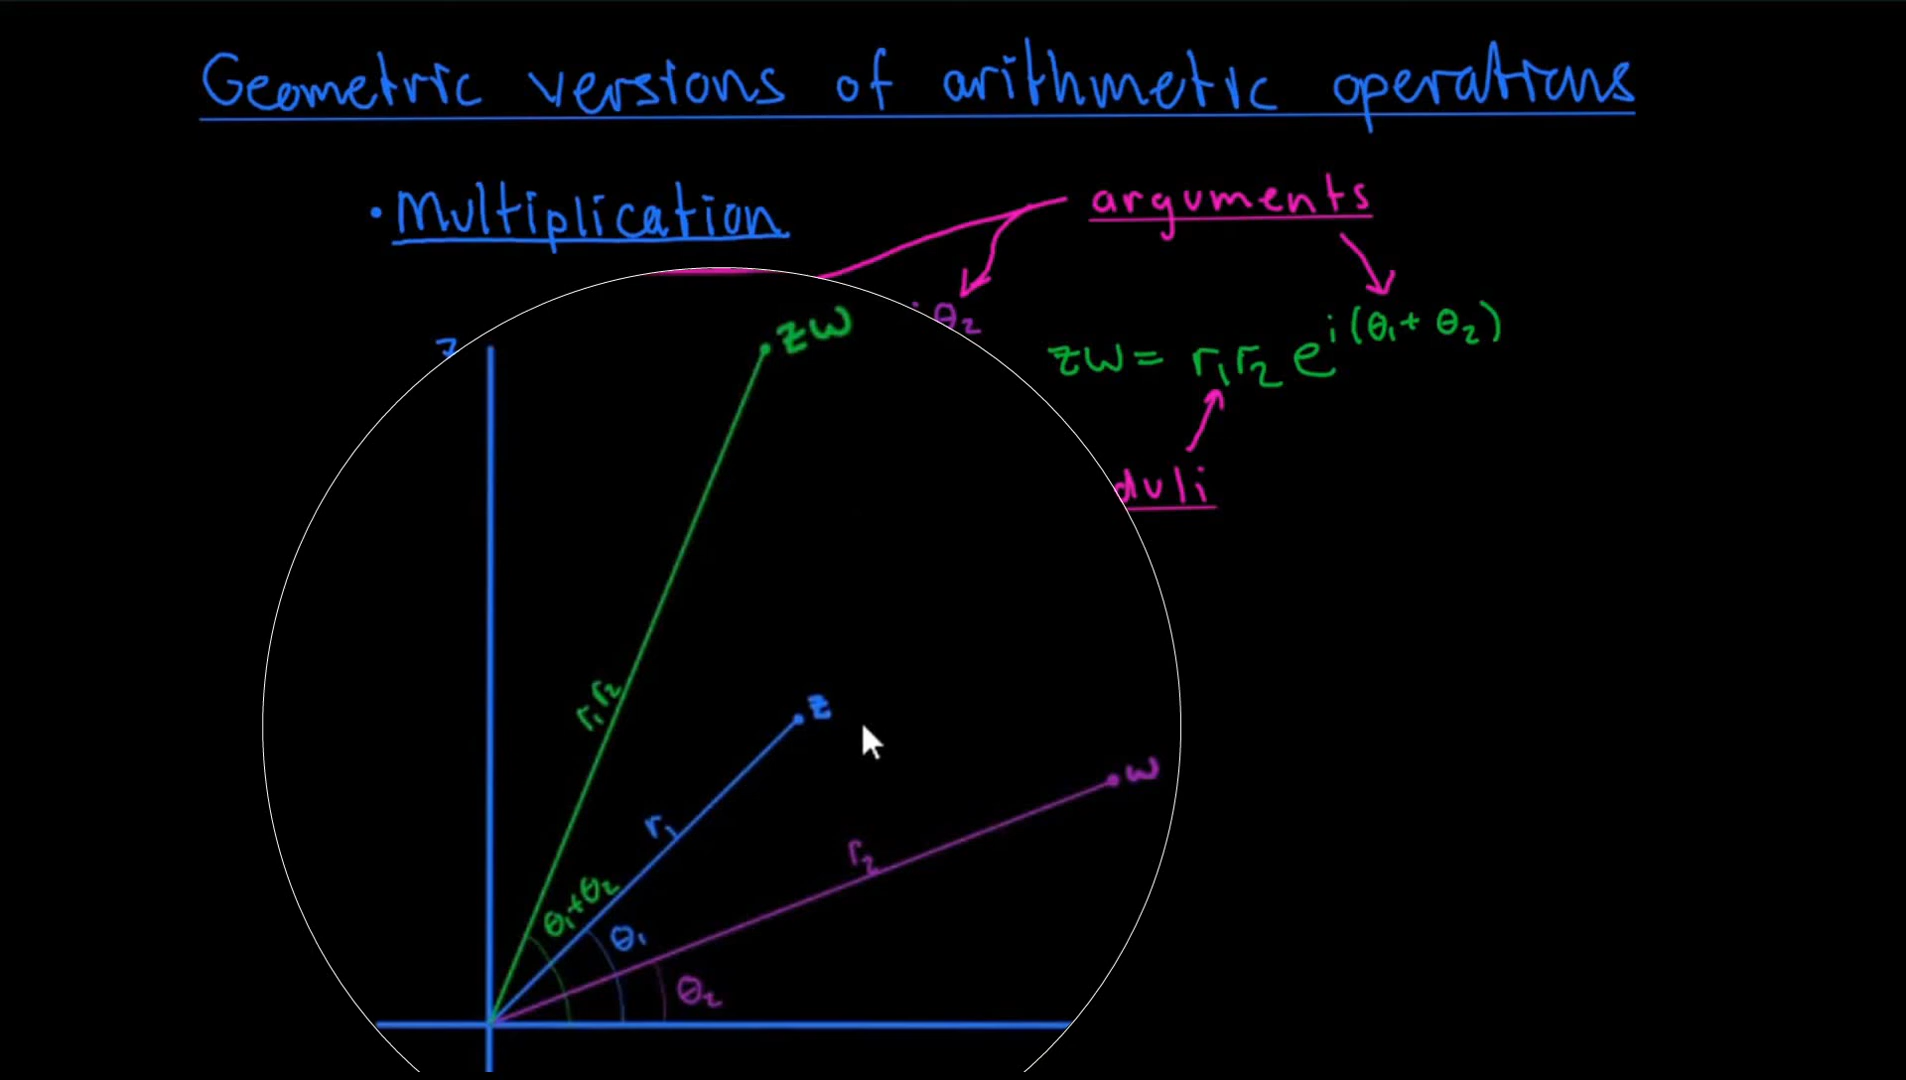 Geometric versions of arithmetic operations
• Multiplication
arguments
θ₂
zw = r₁r₂ e^{i(θ₁+ θ₂)}
duli
zw
r₁r₂
z
w
r₁
r₂
θ₁+θ₂
θ₁
θ₂